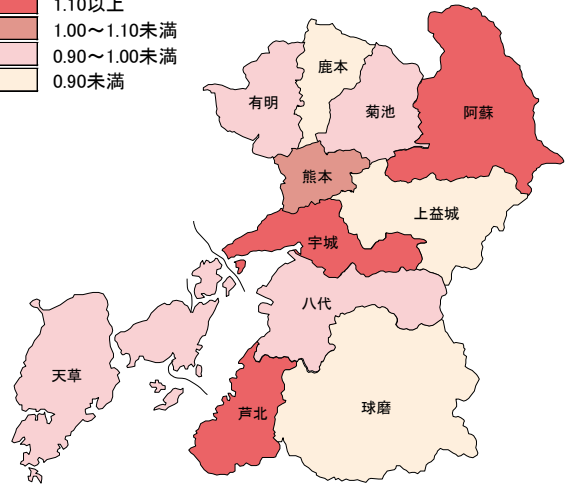 1.10以上
1.00～1.10未満
0.90～1.00未満
0.90未満
鹿本
有明
菊池
阿蘇
熊本
上益城
宇城
八代
天草
芦北
球磨